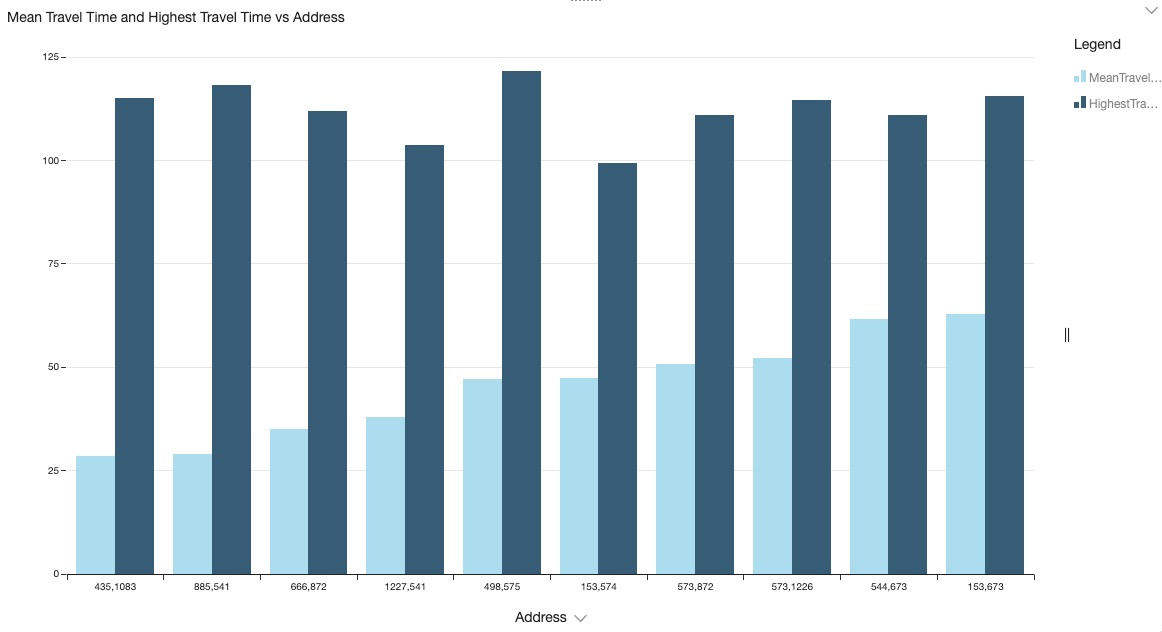 Mean Travel Time and Highest Travel Time vs Address
Legend
MeanTravel...
HighestTra...
125
100
75
50
25
0
435,1083 885,541 666,872 1227,541 498,575 153,574 573,872 573,1226 544,673 153,673
Address